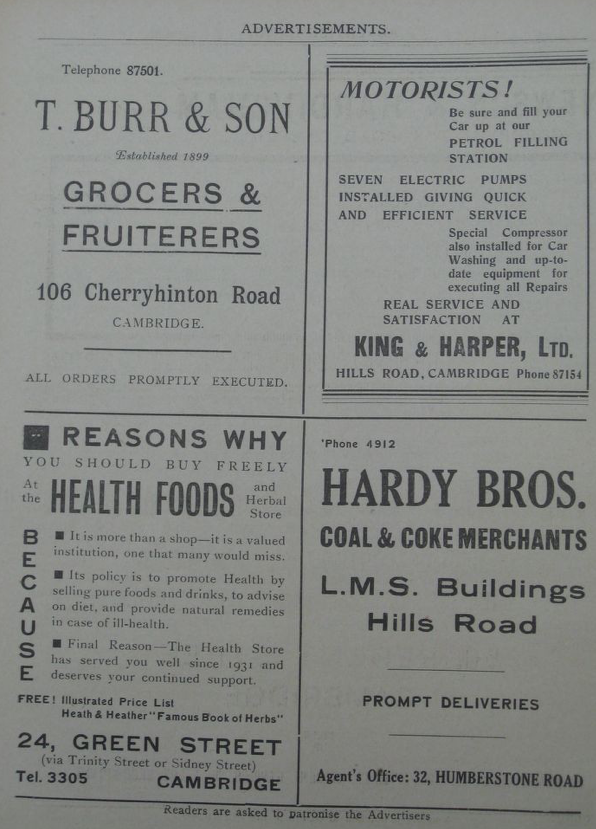 ADVERTISEMENTS.
Telephone 87501.
T. BURR & SON
Established 1899
GROCERS &
FRUITERERS
106 Cherryhinton Road
CAMBRIDGE.
ALL ORDERS PROMPTLY EXECUTED.
MOTORISTS!
Be sure and fill your
Car up at our
PETROL FILLING
STATION
SEVEN ELECTRIC PUMPS
INSTALLED GIVING QUICK
AND EFFICIENT SERVICE
Special Compressor
also installed for Car
Washing and up-to-
date equipment for
executing all Repairs
REAL SERVICE AND
SATISFACTION AT
KING & HARPER, LTD.
HILLS ROAD, CAMBRIDGE Phone 87154
REASONS WHY
YOU SHOULD BUY FREELY
At the HEALTH FOODS and Herbal Store
BECAUSE
■ It is more than a shop—it is a valued
institution, one that many would miss.
■ Its policy is to promote Health by
selling pure foods and drinks, to advise
on diet, and provide natural remedies
in case of ill-health.
■ Final Reason—The Health Store
has served you well since 1931 and
deserves your continued support.
FREE! Illustrated Price List
Heath & Heather "Famous Book of Herbs"
24, GREEN STREET
(via Trinity Street or Sidney Street)
Tel. 3305 CAMBRIDGE
'Phone 4912
HARDY BROS.
COAL & COKE MERCHANTS
L.M.S. Buildings
Hills Road
PROMPT DELIVERIES
Agent's Office: 32, HUMBERSTONE ROAD
Readers are asked to patronise the Advertisers